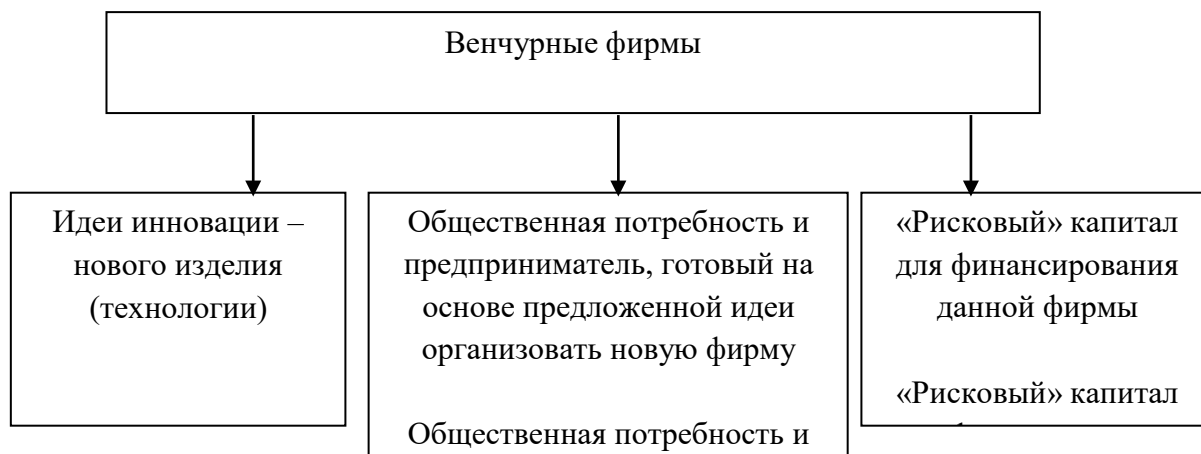 Венчурные фирмы
Идеи инновации –
нового изделия
(технологии)
Общественная потребность и
предприниматель, готовый на
основе предложенной идеи
организовать новую фирму
Общественная потребность и
«Рисковый» капитал
для финансирования
данной фирмы
«Рисковый» капитал